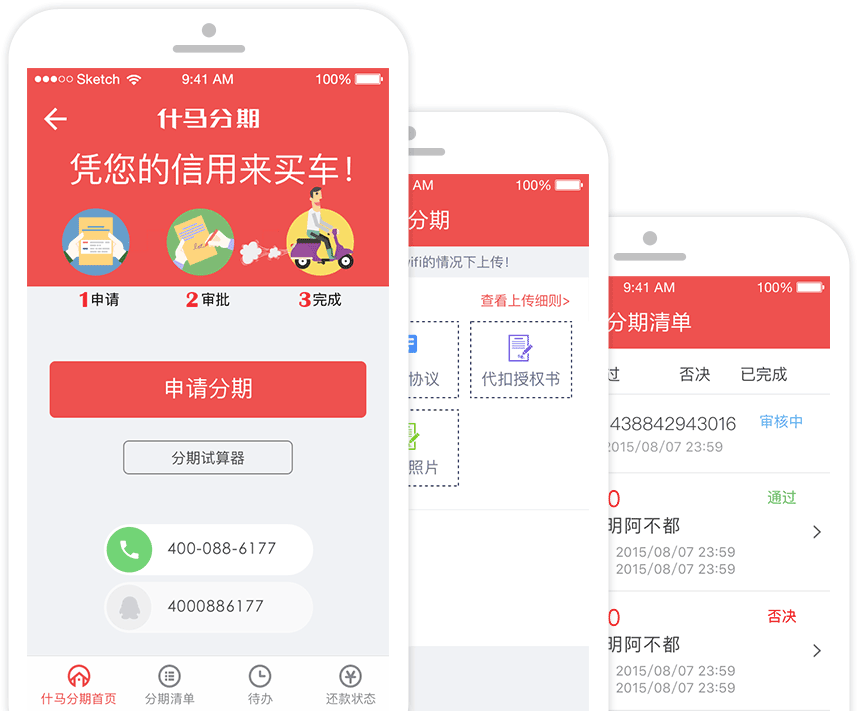 Sketch 9:41 AM 100%
什马分期
凭您的信用来买车!
1申请 2审批 3完成
申请分期
分期试算器
400-088-6177
4000886177
什马分期首页 分期清单 待办 还款状态
AM 100%
分期
wifi的情况下上传!
查看上传细则>
协议 代扣授权书
照片
9:41 AM 100%
分期清单
过 否决 已完成
438842943016 审核中
2015/08/07 23:59
0 通过
明阿不都
2015/08/07 23:59
2015/08/07 23:59
0 否决
明阿不都
2015/08/07 23:59
2015/08/07 23:59